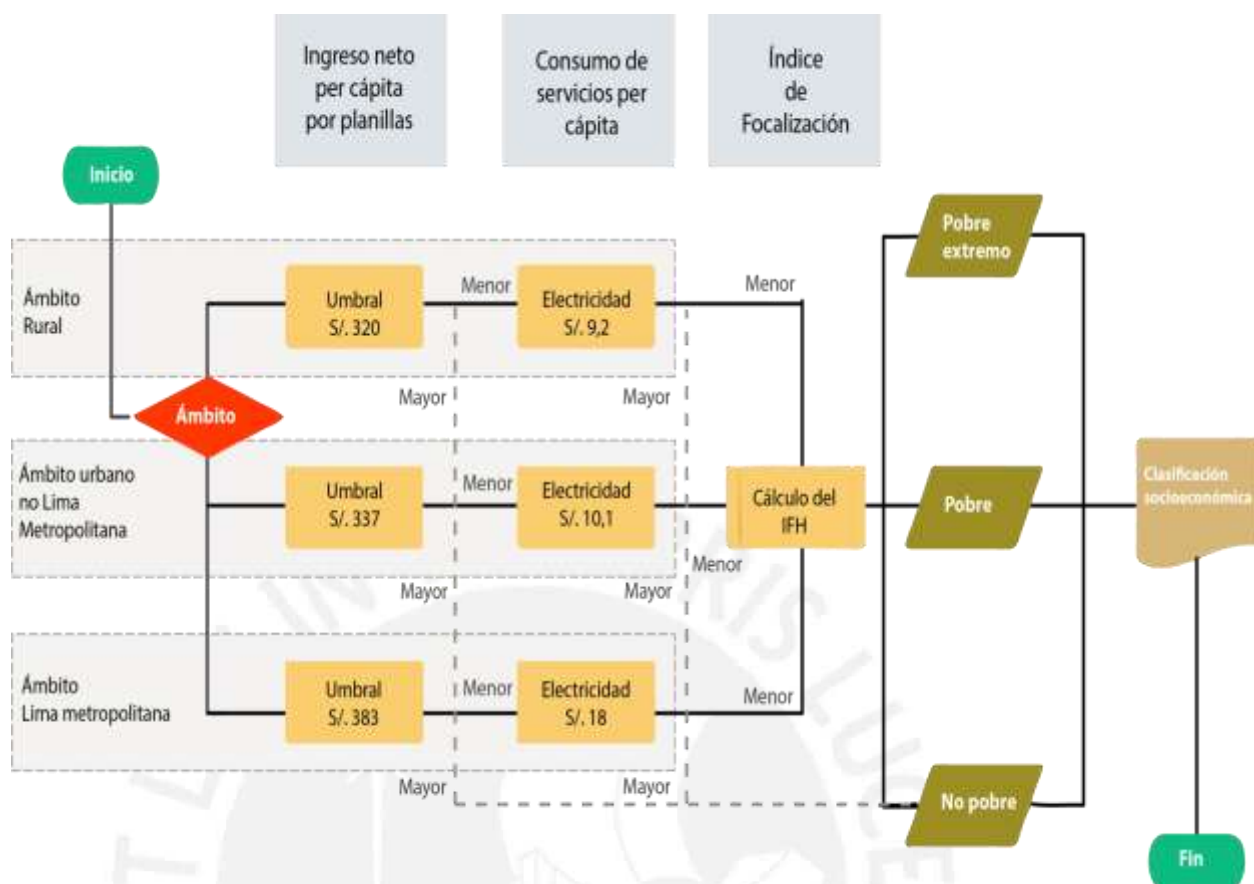 Ingreso neto
per cápita
por planillas
Consumo de
servicios per
cápita
Índice
de
Focalización
Inicio
Pobre
extremo
Ámbito
Rural
Umbral
S/. 320
Menor
Electricidad
S/. 9,2
Menor
Mayor
Mayor
Ámbito
Ámbito urbano
no Lima
Metropolitana
Umbral
S/. 337
Menor
Electricidad
S/. 10,1
Cálculo del
IFH
Pobre
Clasificación
socioeconómica
Menor
Mayor
Mayor
Ámbito
Lima metropolitana
Umbral
S/. 383
Menor
Electricidad
S/. 18
Menor
Mayor
Mayor
No pobre
Fin